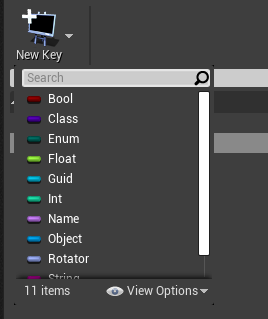 New Key
Search
Bool
Class
Enum
Float
Guid
Int
Name
Object
Rotator
String
11 items
View Options